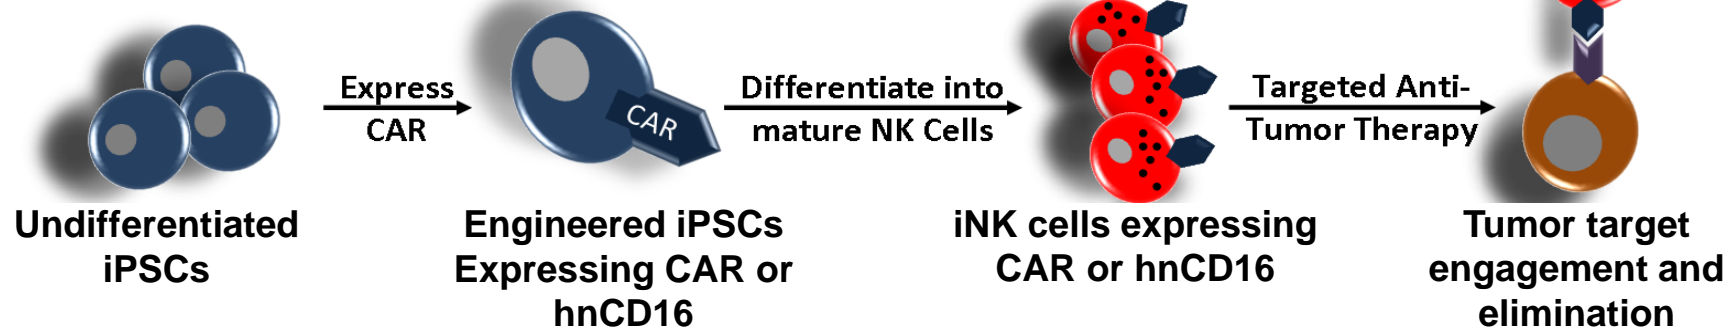 Express
CAR
CAR
Differentiate into
mature NK Cells
Targeted Anti-
Tumor Therapy
Undifferentiated
iPSCs
Engineered iPSCs
Expressing CAR or
hnCD16
iNK cells expressing
CAR or hnCD16
Tumor target
engagement and
elimination